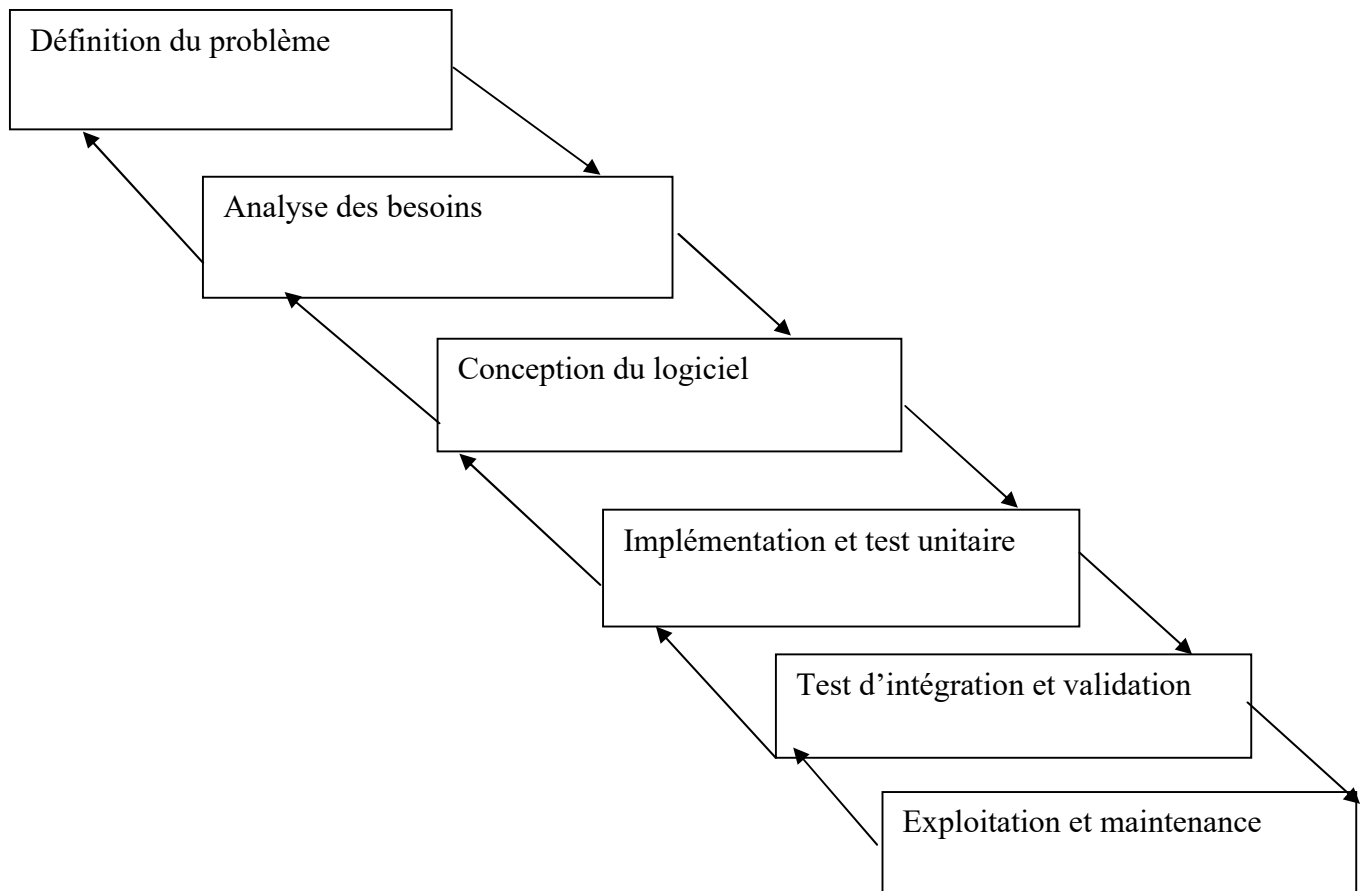 Définition du problème
Analyse des besoins
Conception du logiciel
Implémentation et test unitaire
Test d’intégration et validation
Exploitation et maintenance